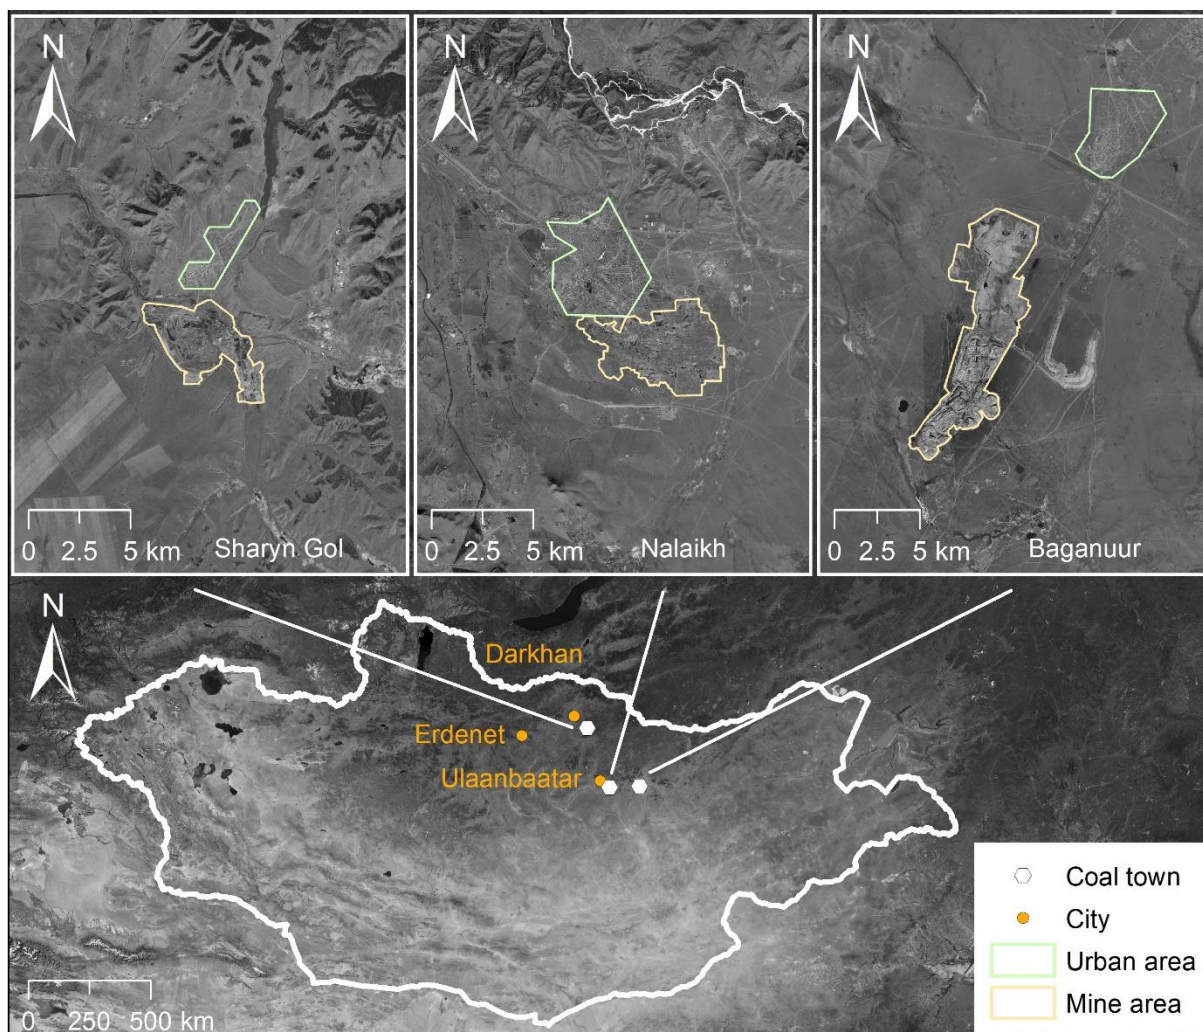 N
0 2.5 5 km
Sharyn Gol
N
0 2.5 5 km
Nalaikh
N
0 2.5 5 km
Baganuur
N
Darkhan
Erdenet
Ulaanbaatar
0 250 500 km
Coal town
City
Urban area
Mine area